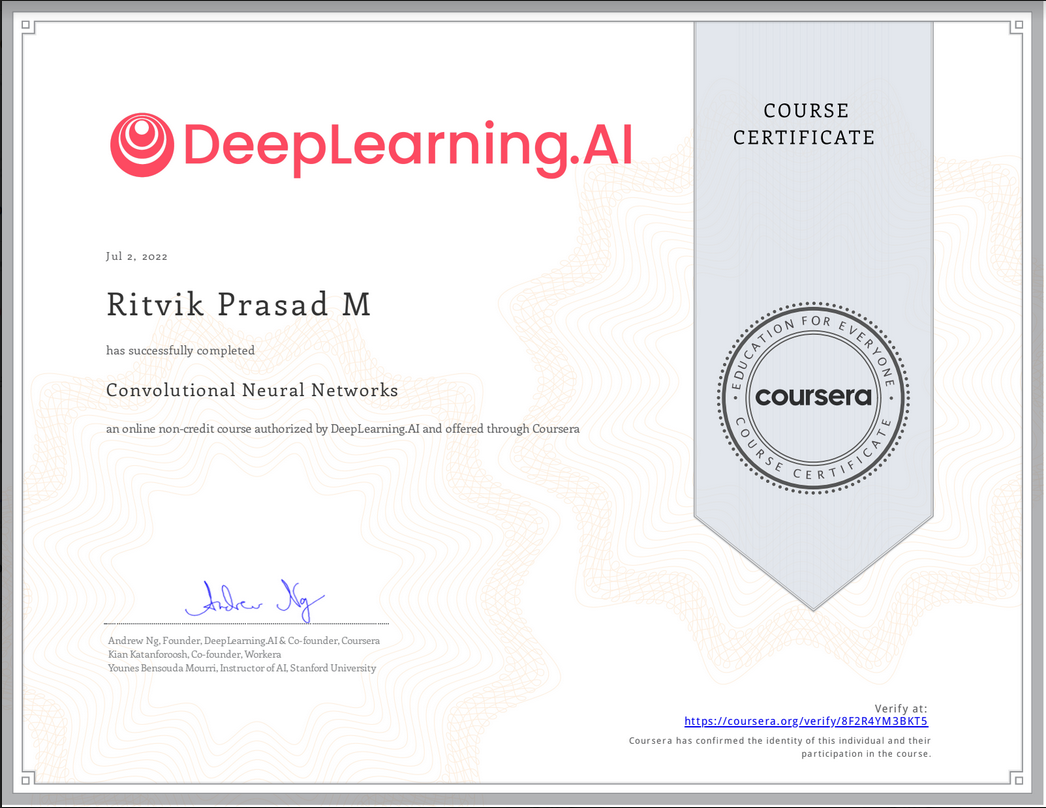 DeepLearning.AI
COURSE
CERTIFICATE
Jul 2, 2022
Ritvik Prasad M
has successfully completed
Convolutional Neural Networks
an online non-credit course authorized by DeepLearning.AI and offered through Coursera
EDUCATION FOR EVERYONE
coursera
COURSE CERTIFICATE
Andrew Ng
Andrew Ng, Founder, DeepLearning.AI & Co-founder, Coursera
Kian Katanforoosh, Co-founder, Workera
Younes Bensouda Mourri, Instructor of AI, Stanford University
Verify at:
https://coursera.org/verify/8F2R4YM3BKT5
Coursera has confirmed the identity of this individual and their
participation in the course.